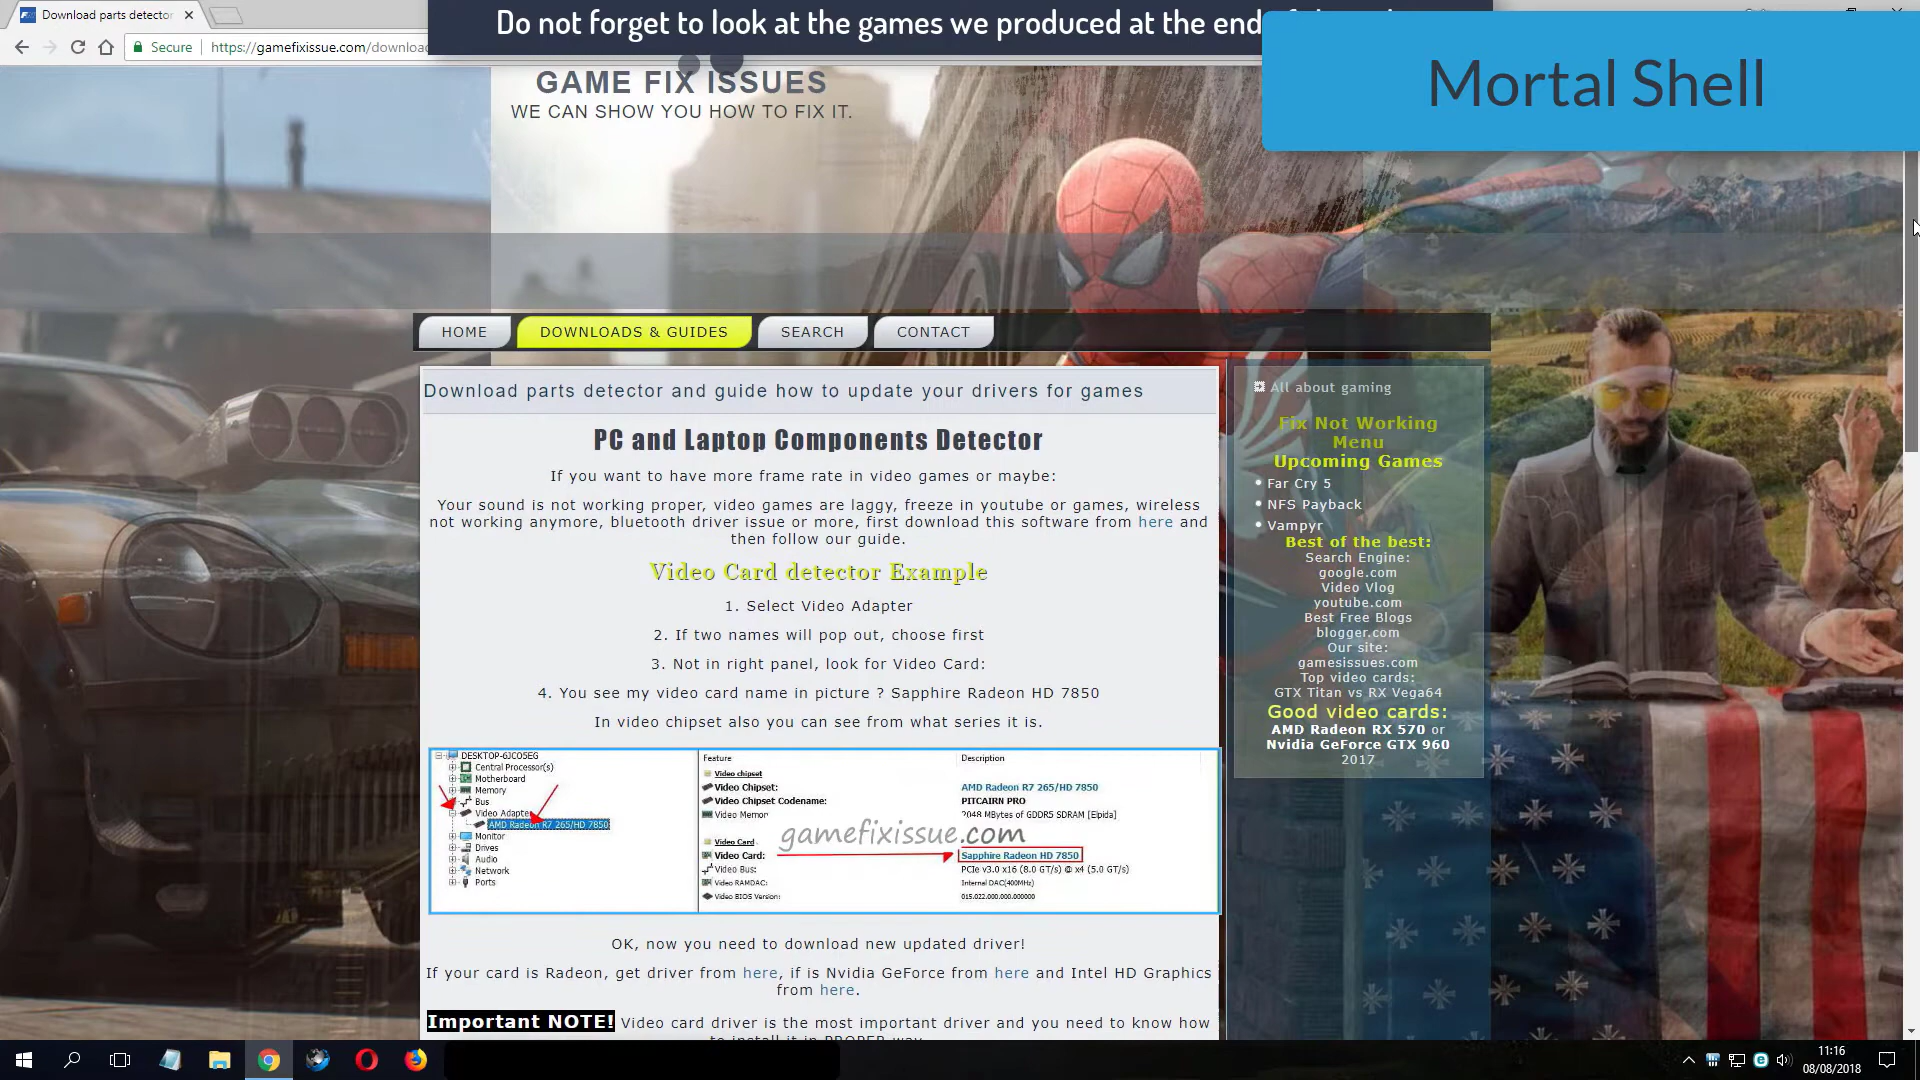 Download parts detector
Secure
https://gamefixissue.com/download
Do not forget to look at the games we produced at the end
Mortal Shell
GAME FIX ISSUES
WE CAN SHOW YOU HOW TO FIX IT.
HOME
DOWNLOADS & GUIDES
SEARCH
CONTACT
Download parts detector and guide how to update your drivers for games
PC and Laptop Components Detector
If you want to have more frame rate in video games or maybe:
Your sound is not working proper, video games are laggy, freeze in youtube or games, wireless
not working anymore, bluetooth driver issue or more, first download this software from here and
then follow our guide.
Video Card detector Example
1. Select Video Adapter
2. If two names will pop out, choose first
3. Not in right panel, look for Video Card:
4. You see my video card name in picture ? Sapphire Radeon HD 7850
In video chipset also you can see from what series it is.
DESKTOP-6JCO5EG
Central Processor(s)
Motherboard
Memory
Bus
Video Adapter
AMD Radeon R7 265/HD 7850
Monitor
Drives
Audio
Network
Ports
Feature
Description
Video chipset
Video Chipset:
AMD Radeon R7 265/HD 7850
Video Chipset Codename:
PITCAIRN PRO
Video Memor
2048 MBytes of GDDR5 SDRAM [Elpida]
gamefixissue.com
Video Card
Video Card:
Sapphire Radeon HD 7850
Video Bus:
PCIe v3.0 x16 (8.0 GT/s) @ x4 (5.0 GT/s)
Video RAMDAC:
Internal DAC(400MHz)
Video BIOS Version:
015.022.000.000.000000
OK, now you need to download new updated driver!
If your card is Radeon, get driver from here, if is Nvidia GeForce from here and Intel HD Graphics
from here.
Important NOTE! Video card driver is the most important driver and you need to know how
to install it in PROPER way
All about gaming
Fix Not Working
Menu
Upcoming Games
Far Cry 5
NFS Payback
Vampyr
Best of the best:
Search Engine:
google.com
Video Vlog
youtube.com
Best Free Blogs
blogger.com
Our site:
gamesissues.com
Top video cards:
GTX Titan vs RX Vega64
Good video cards:
AMD Radeon RX 570 or
Nvidia GeForce GTX 960
2017
11:16
08/08/2018